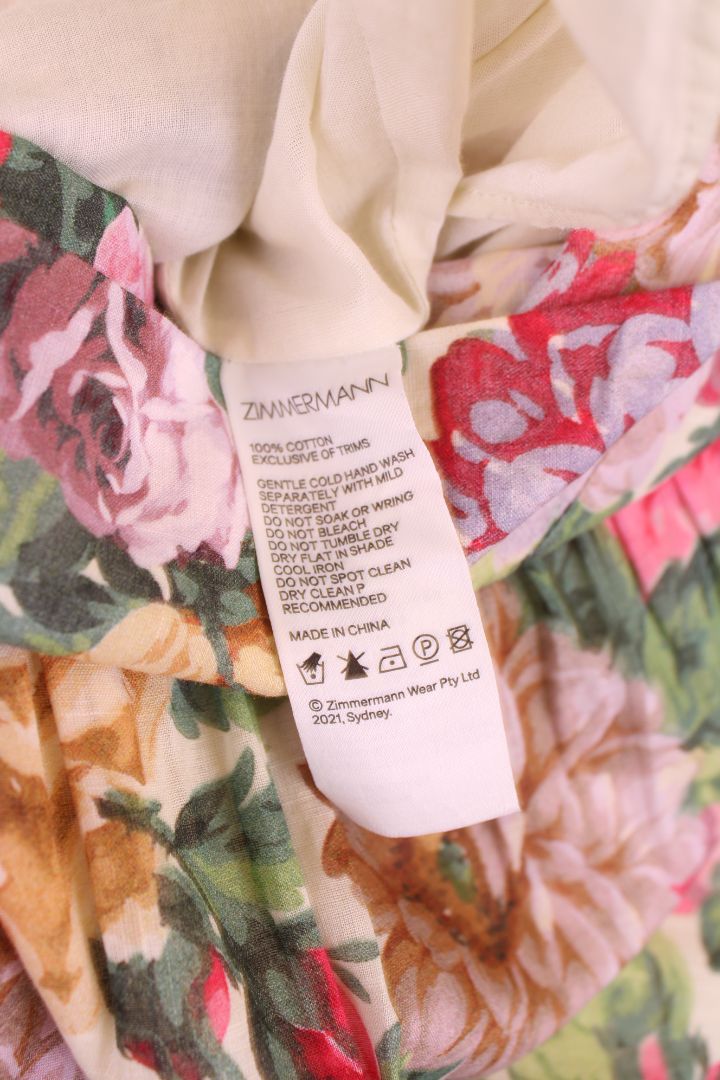 ZIMMERMANN
100% COTTON
EXCLUSIVE OF TRIMS
GENTLE COLD HAND WASH
SEPARATELY WITH MILD
DETERGENT
DO NOT SOAK OR WRING
DO NOT BLEACH
DO NOT TUMBLE DRY
DRY FLAT IN SHADE
COOL IRON
DO NOT SPOT CLEAN
DRY CLEAN P
RECOMMENDED
MADE IN CHINA
P
© Zimmermann Wear Pty Ltd
2021, Sydney.